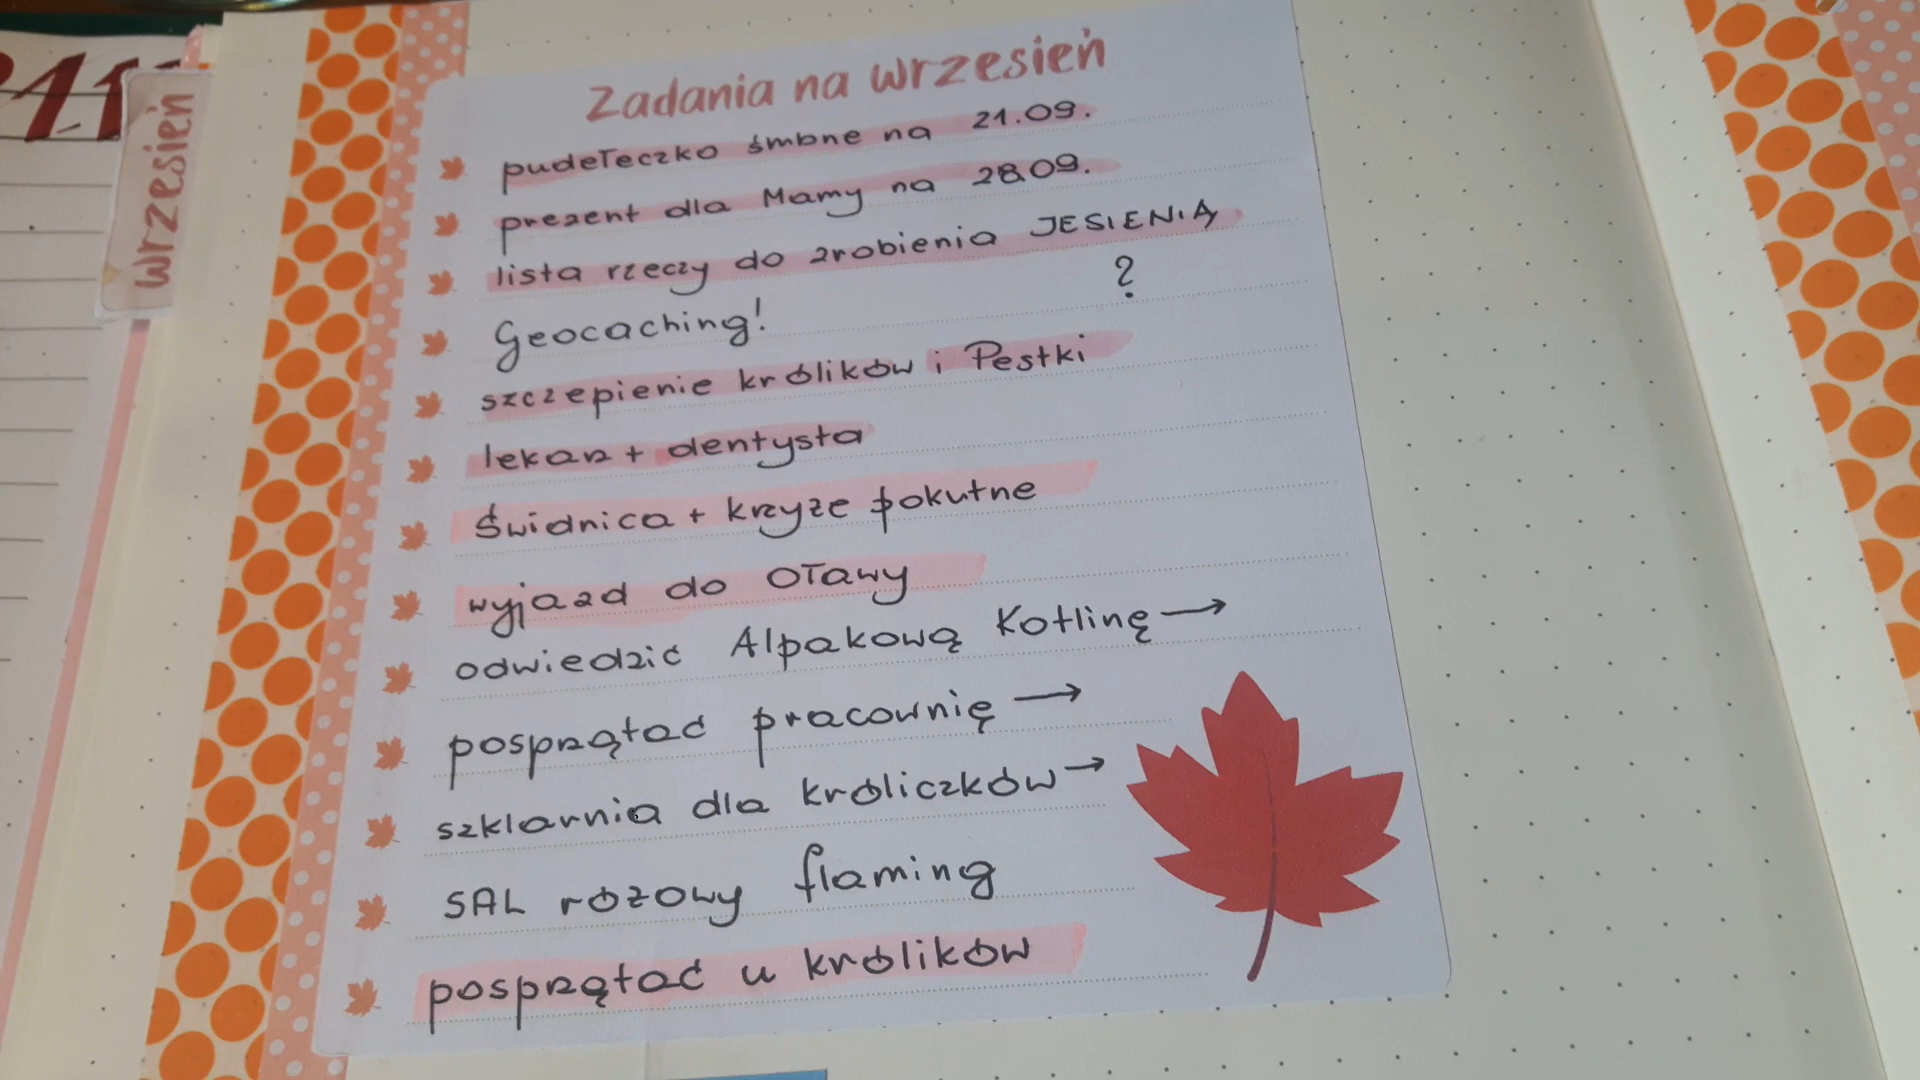 wrzesień
Zadania na wrzesień
pudełeczko śmbne na 21.09.
prezent dla Mamy na 28.09.
lista rzeczy do zrobienia JESIENIĄ
Geocaching! ?
szczepienie królików i Pestki
lekarz + dentysta
Świdnica + krzyże pokutne
wyjazd do Oławy
odwiedzić Alpakową Kotlinę →
posprzątać pracownię →
szklarnia dla króliczków →
SAL różowy flaming
posprzątać u królików